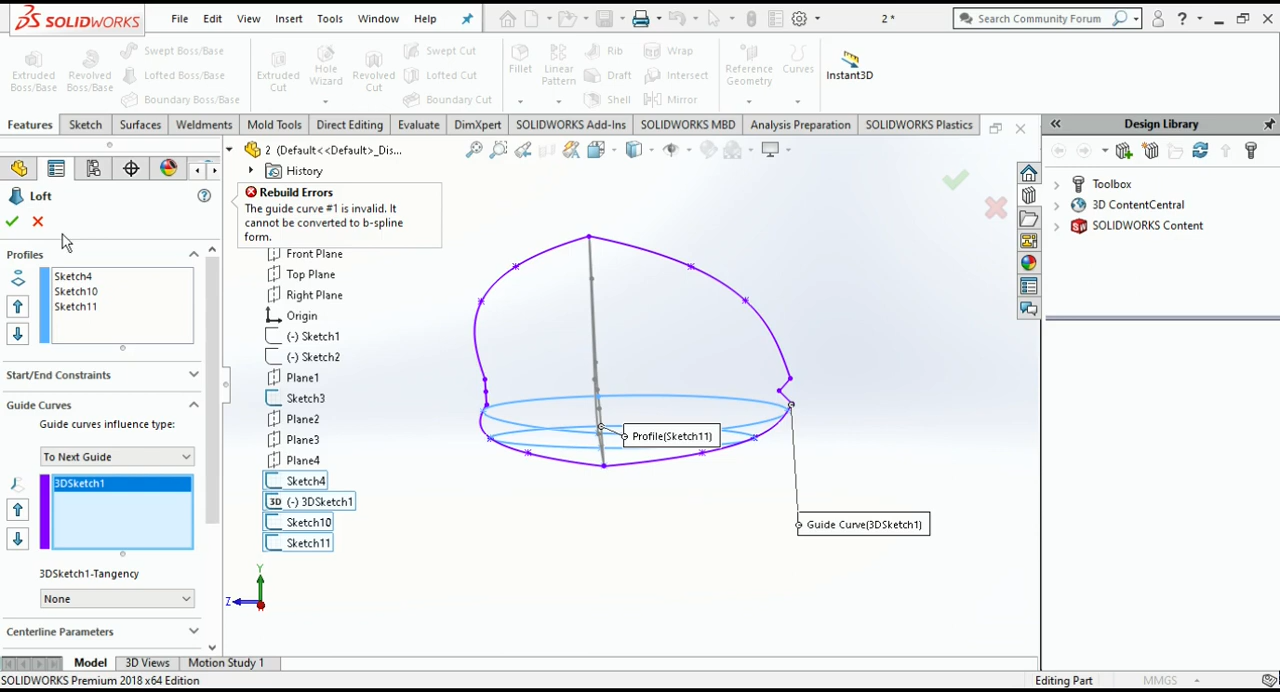 SOLIDWORKS
File Edit View Insert Tools Window Help
2 *
Search Community Forum
?
Extruded Boss/Base
Revolved Boss/Base
Swept Boss/Base
Lofted Boss/Base
Boundary Boss/Base
Extruded Cut
Hole Wizard
Revolved Cut
Swept Cut
Lofted Cut
Boundary Cut
Fillet
Linear Pattern
Rib
Draft
Shell
Wrap
Intersect
Mirror
Reference Geometry
Curves
Instant3D
Features Sketch Surfaces Weldments Mold Tools Direct Editing Evaluate DimXpert SOLIDWORKS Add-Ins SOLIDWORKS MBD Analysis Preparation SOLIDWORKS Plastics
Loft
?
Profiles
Sketch4
Sketch10
Sketch11
Start/End Constraints
Guide Curves
Guide curves influence type:
To Next Guide
3DSketch1
3DSketch1-Tangency
None
Centerline Parameters
2 (Default<<Default>_Dis...
History
Rebuild Errors
The guide curve #1 is invalid. It
cannot be converted to b-spline
form.
Front Plane
Top Plane
Right Plane
Origin
(-) Sketch1
(-) Sketch2
Plane1
Sketch3
Plane2
Plane3
Plane4
Sketch4
3D (-) 3DSketch1
Sketch10
Sketch11
Profile(Sketch11)
Guide Curve(3DSketch1)
Y
Z
Design Library
Toolbox
3D ContentCentral
SOLIDWORKS Content
Model 3D Views Motion Study 1
SOLIDWORKS Premium 2018 x64 Edition
Editing Part
MMGS